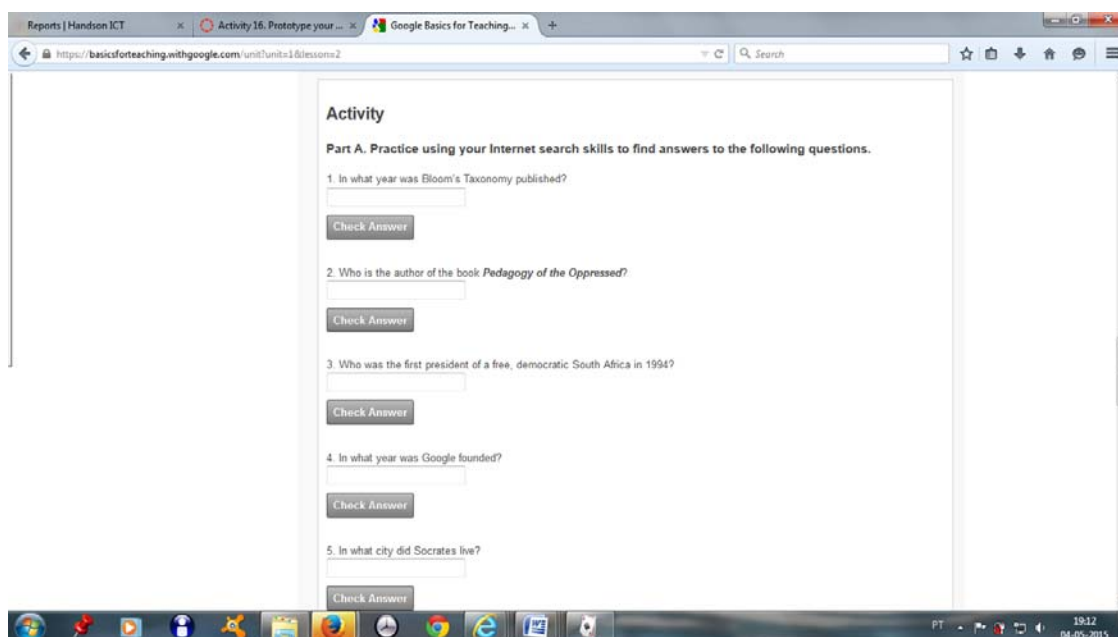 Reports | Handson ICT
Activity 16. Prototype your ...
Google Basics for Teaching...
https://basicsforteaching.withgoogle.com/unit?unit=1&lesson=2
Search
Activity
Part A. Practice using your Internet search skills to find answers to the following questions.
1. In what year was Bloom's Taxonomy published?
Check Answer
2. Who is the author of the book Pedagogy of the Oppressed?
Check Answer
3. Who was the first president of a free, democratic South Africa in 1994?
Check Answer
4. In what year was Google founded?
Check Answer
5. In what city did Socrates live?
Check Answer
PT
19:12
04-05-2015